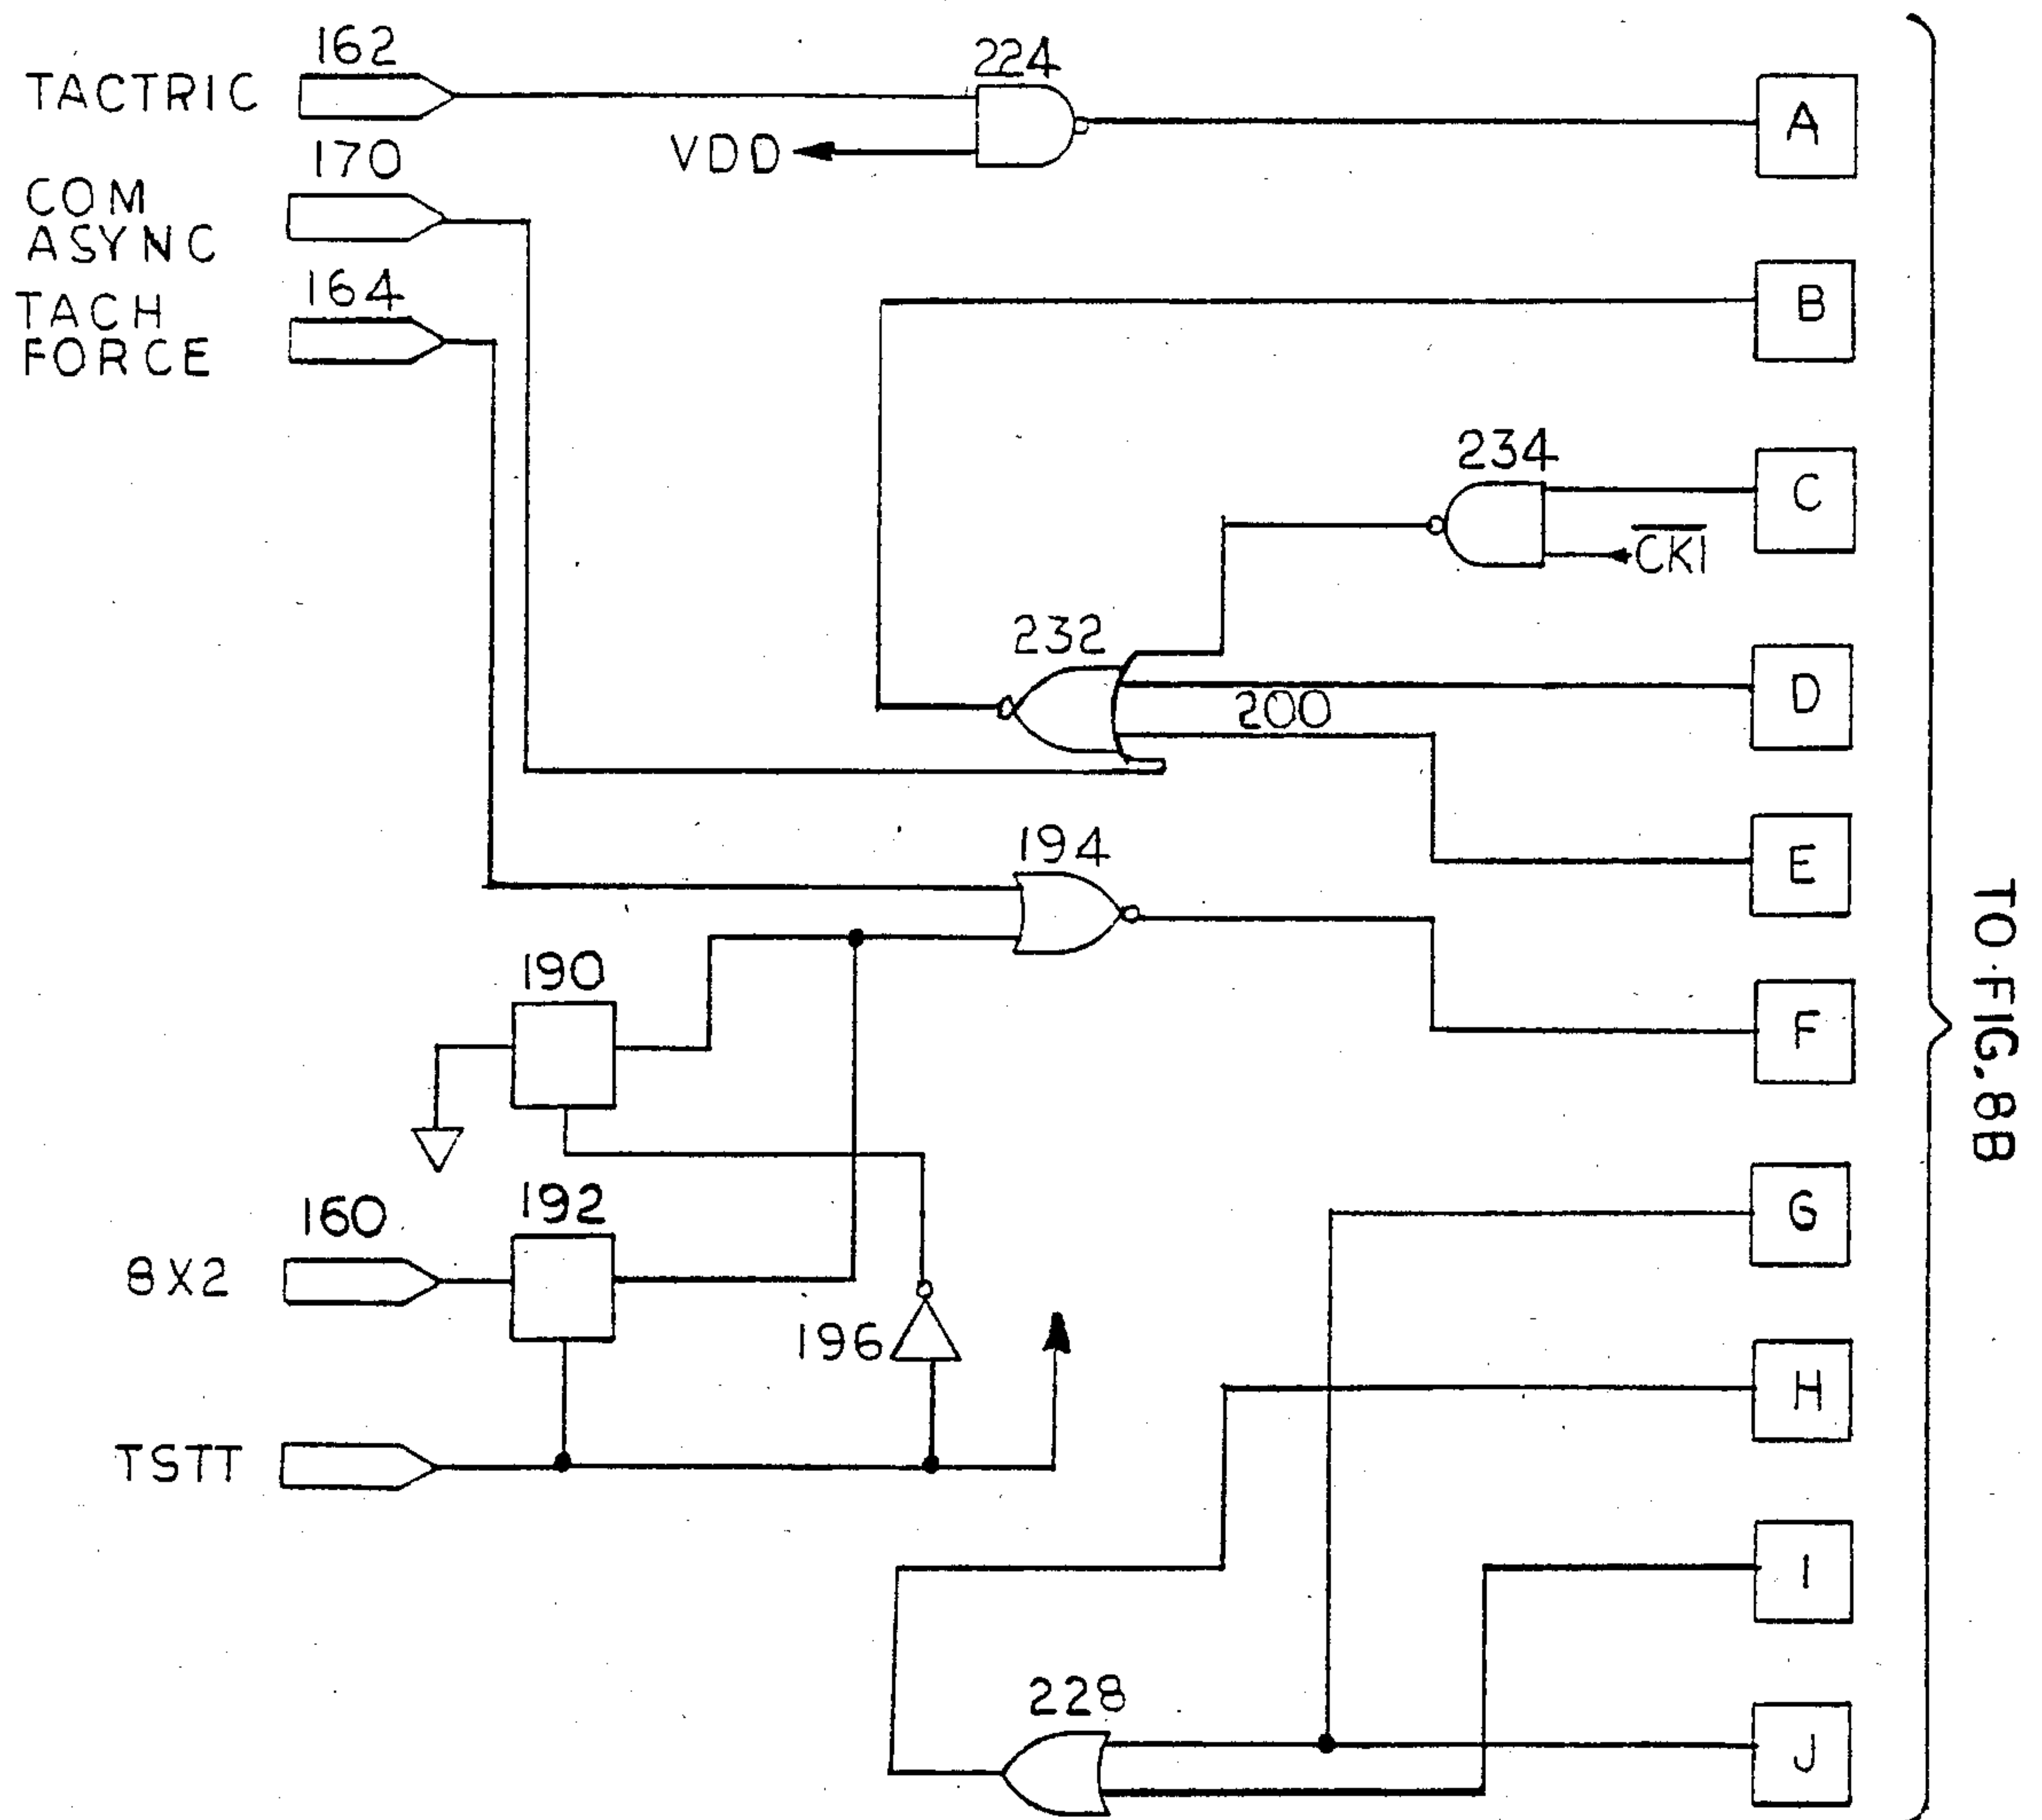 162
TACTRIC
224
A
VDD
170
COM
ASYNC
164
TACH
FORCE
B
234
C
CK1
232
D
200
194
E
190
F
TO FIG. 8B
160
192
G
8X2
196
H
TSTT
I
228
J